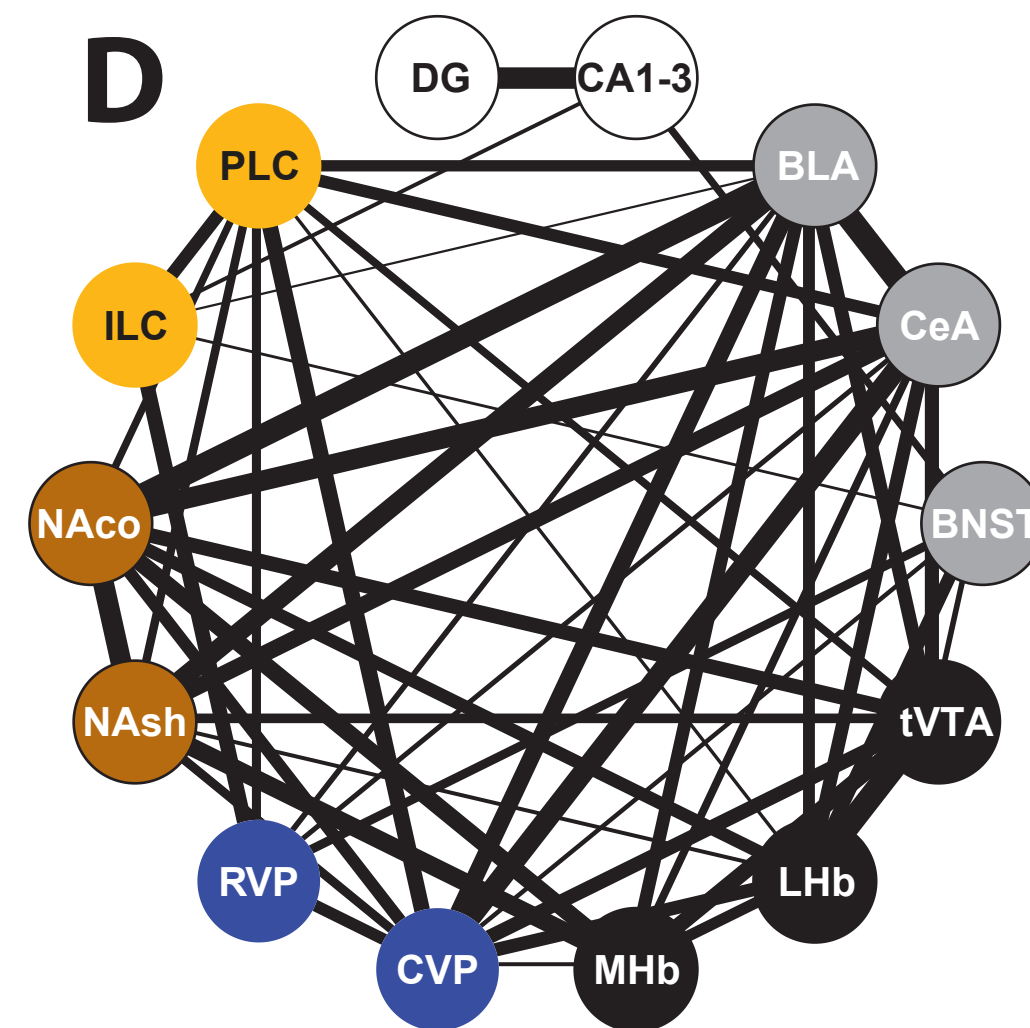 D
DG
CA1-3
PLC
BLA
ILC
CeA
NAco
BNST
NAsh
tVTA
RVP
LHb
CVP
MHb